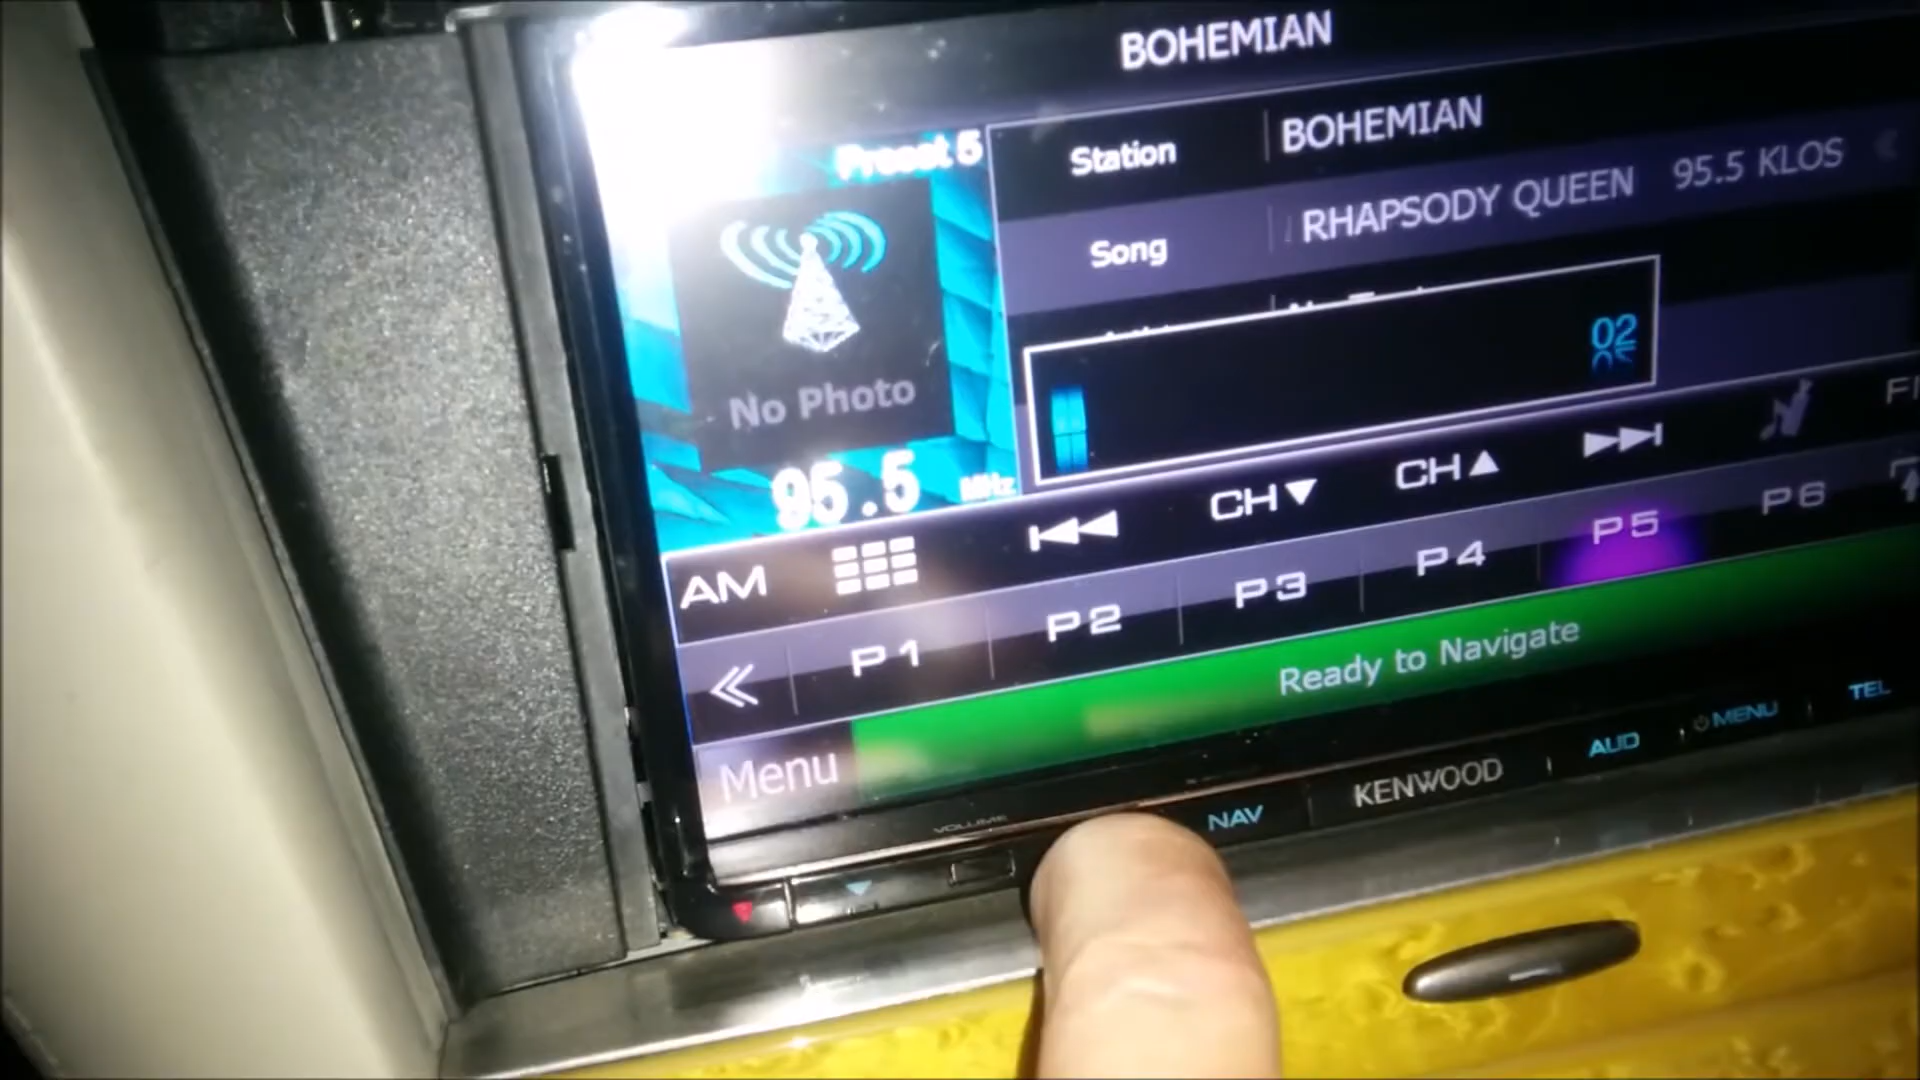 BOHEMIAN
Preset 5
Station BOHEMIAN
Song RHAPSODY QUEEN 95.5 KLOS
No Photo
02
95.5 MHz
AM CH▼ CH▲
P1 P2 P3 P4 P5 P6
Ready to Navigate
Menu
VOLUME NAV KENWOOD AUD MENU TEL